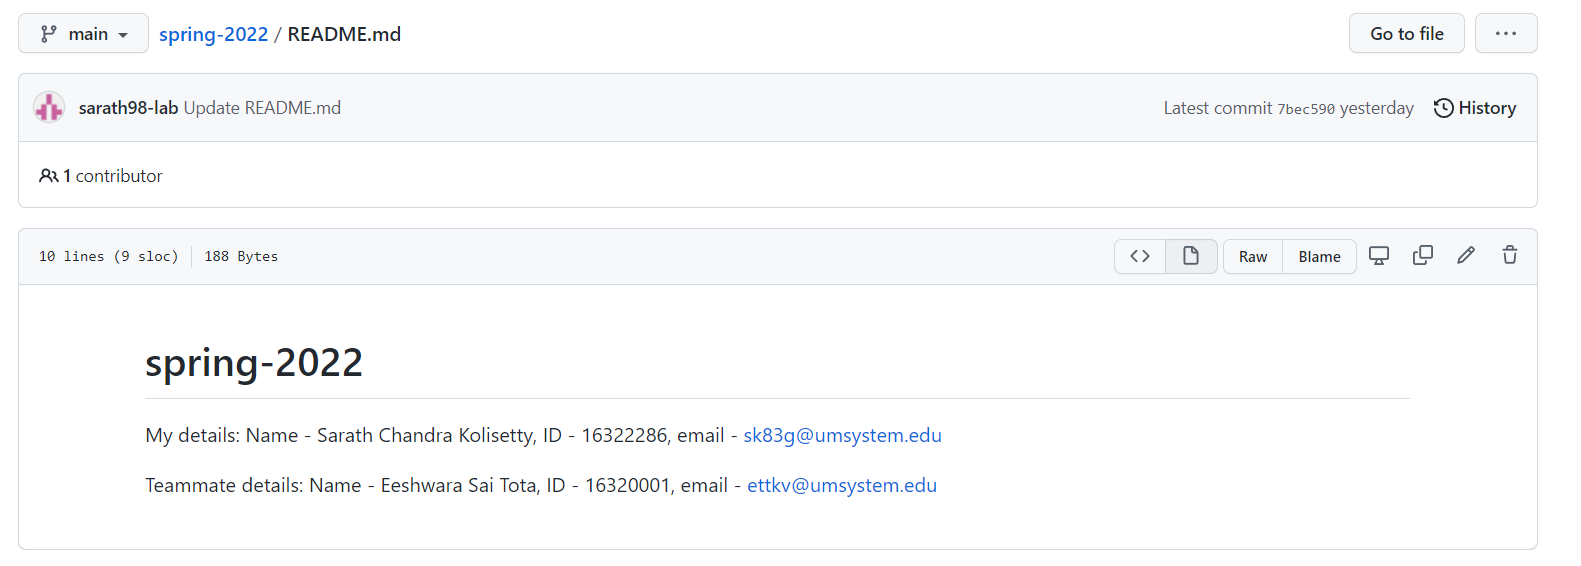 main spring-2022 / README.md Go to file ...
sarath98-lab Update README.md Latest commit 7bec590 yesterday History
1 contributor
10 lines (9 sloc) 188 Bytes <> Raw Blame
spring-2022
My details: Name - Sarath Chandra Kolisetty, ID - 16322286, email - sk83g@umsystem.edu
Teammate details: Name - Eeshwara Sai Tota, ID - 16320001, email - ettkv@umsystem.edu